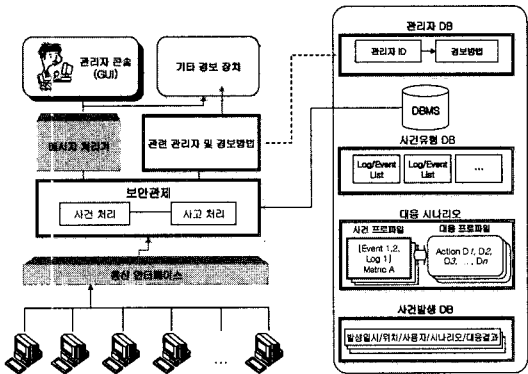 관리자 콘솔
(GUI)
기타 경보 장치
메시지 처리기
관련 관리자 및 경보방법
보안관제
사건 처리
사고 처리
통신 인터페이스
...
관리자 DB
관리자 ID
경보방법
DBMS
사건유형 DB
Log/Event
List
Log/Event
List
...
대응 시나리오
사건 프로파일
대응 프로파일
[Event 1,2,
Log 1]
Metric A
Action D1, D2,
D3, ..., Dn
사건발생 DB
발생일시/위치/사용자/시나리오/대응결과